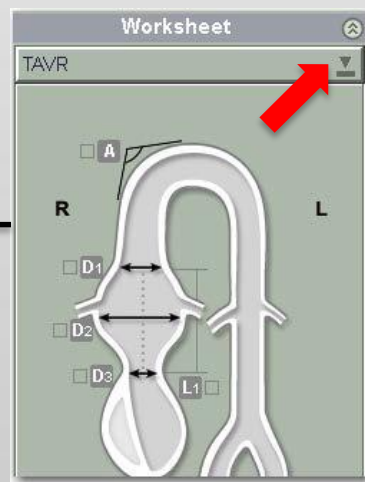 Worksheet
TAVR
A
R L
D1
D2
D3 L1